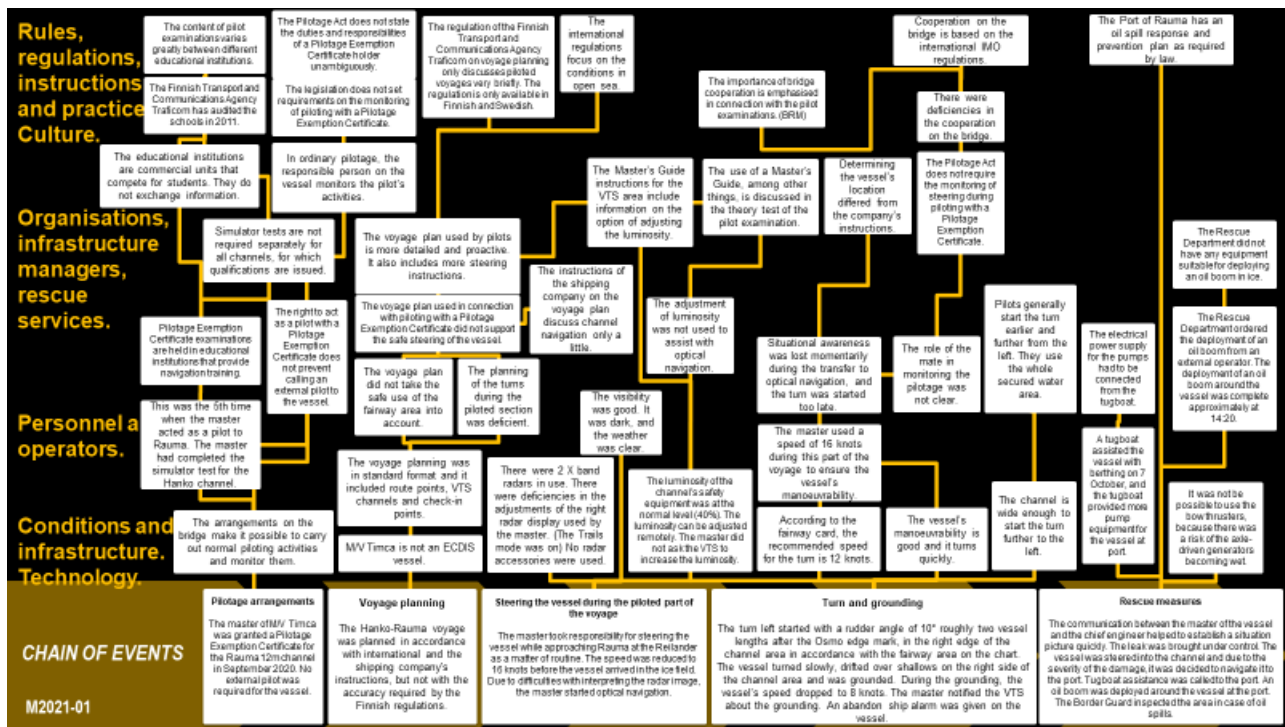 Rules,
regulations,
instructions
and practice
Culture.
Organisations,
infrastructure
managers,
rescue
services.
Personnel a
operators.
Conditions and
infrastructure.
Technology.
The content of pilot
examinations varies
greatly between different
educational institutions.
The Finnish Transport and
Communications Agency
Traficom has audited the
schools in 2011.
The educational institutions
are commercial units that
compete for students. They do
not exchange information.
The Pilotage Act does not state
the duties and responsibilities
of a Pilotage Exemption
Certificate holder
unambiguously.
The legislation does not set
requirements on the monitoring
of piloting with a Pilotage
Exemption Certificate.
In ordinary pilotage, the
responsible person on the
vessel monitors the pilot's
activities.
Simulator tests are not
required separately for
all channels, for which
qualifications are issued.
Pilotage Exemption
Certificate examinations
are held in educational
institutions that provide
navigation training.
The right to act
as a pilot with a
Pilotage
Exemption
Certificate does
not prevent
calling an
external pilot to
the vessel.
This was the 5th time
when the master
acted as a pilot to
Rauma. The master
had completed the
simulator test for the
Hanko channel.
The arrangements on the
bridge make it possible to carry
out normal piloting activities
and monitor them.
The regulation of the Finnish
Transport and
Communications Agency
Traficom on voyage planning
only discusses piloted
voyages very briefly. The
regulation is only available in
Finnish and Swedish.
The
international
regulations
focus on the
conditions in
open sea.
The voyage plan used by pilots
is more detailed and proactive.
It also includes more steering
instructions.
The voyage plan used in connection
with piloting with a Pilotage
Exemption Certificate did not support
the safe steering of the vessel.
The instructions of
the shipping
company on the
voyage plan
discuss channel
navigation only a
little.
The voyage plan
did not take the
safe use of the
fairway area into
account.
The planning
of the turns
during the
piloted section
was deficient.
The voyage planning was
in standard format and it
included route points, VTS
channels and check-in
points.
M/V Timca is not an ECDIS
vessel.
The Master's Guide
instructions for the
VTS area include
information on the
option of adjusting
the luminosity.
The use of a Master's
Guide, among other
things, is discussed in
the theory test of the
pilot examination.
The adjustment
of luminosity
was not used to
assist with
optical
navigation.
The visibility
was good. It
was dark, and
the weather
was clear.
There were 2 X band
radars in use. There
were deficiencies in the
adjustments of the right
radar display used by
the master. (The Trails
mode was on) No radar
accessories were used.
The luminosity of the
channel's safety
equipment was at the
normal level (40%). The
luminosity can be adjusted
remotely. The master did
not ask the VTS to
increase the luminosity.
Cooperation on the
bridge is based on the
international IMO
regulations.
The importance of bridge
cooperation is emphasised
in connection with the pilot
examinations. (BRM)
There were
deficiencies in
the cooperation
on the bridge.
Determining
the vessel's
location
differed from
the company's
instructions.
The Pilotage Act
does not require
the monitoring of
steering during
piloting with a
Pilotage
Exemption
Certificate.
Situational awareness
was lost momentarily
during the transfer to
optical navigation, and
the turn was started
too late.
The role of the
mate in
monitoring the
pilotage was
not clear.
Pilots generally
start the turn
earlier and
further from the
left. They use
the whole
secured water
area.
The master used a
speed of 16 knots
during this part of the
voyage to ensure the
vessel's
manoeuvrability.
According to the
fairway card, the
recommended speed
for the turn is 12 knots.
The vessel's
manoeuvrability is
good and it turns
quickly.
The channel is
wide enough to
start the turn
further to the
left.
The Port of Rauma has an
oil spill response and
prevention plan as required
by law.
The Rescue
Department did not
have any equipment
suitable for deploying
an oil boom in ice.
The Rescue
Department ordered
the deployment of an
oil boom from an
external operator. The
deployment of an oil
boom around the
vessel was complete
approximately at
14:20.
The electrical
power supply
for the pumps
had to be
connected
from the
tugboat.
A tugboat
assisted the
vessel with
berthing on 7
October, and
the tugboat
provided more
pump
equipment for
the vessel at
port.
It was not be
possible to use the
bow thrusters,
because there was
a risk of the axle-
driven generators
becoming wet.
CHAIN OF EVENTS
M2021-01
Pilotage arrangements
The master of M/V Timca
was granted a Pilotage
Exemption Certificate for
the Rauma 12m channel
in September 2020. No
external pilot was
required for the vessel.
Voyage planning
The Hanko-Rauma voyage
was planned in accordance
with international and the
shipping company's
instructions, but not with the
accuracy required by the
Finnish regulations.
Steering the vessel during the piloted part of
the voyage
The master took responsibility for steering the
vessel while approaching Rauma at the Reilander
as a matter of routine. The speed was reduced to
16 knots before the vessel arrived in the ice field.
Due to difficulties with interpreting the radar image,
the master started optical navigation.
Turn and grounding
The turn left started with a rudder angle of 10° roughly two vessel
lengths after the Osmo edge mark, in the right edge of the
channel area in accordance with the fairway area on the chart.
The vessel turned slowly, drifted over shallows on the right side of
the channel area and was grounded. During the grounding, the
vessel's speed dropped to 8 knots. The master notified the VTS
about the grounding. An abandon ship alarm was given on the
vessel.
Rescue measures
The communication between the master of the vessel
and the chief engineer helped to establish a situation
picture quickly. The leak was brought under control. The
vessel was steered into the channel and due to the
severity of the damage, it was decided to navigate it to
the port. Tugboat assistance was called to the port. An
oil boom was deployed around the vessel at the port.
The Border Guard inspected the area in case of oil
spills.